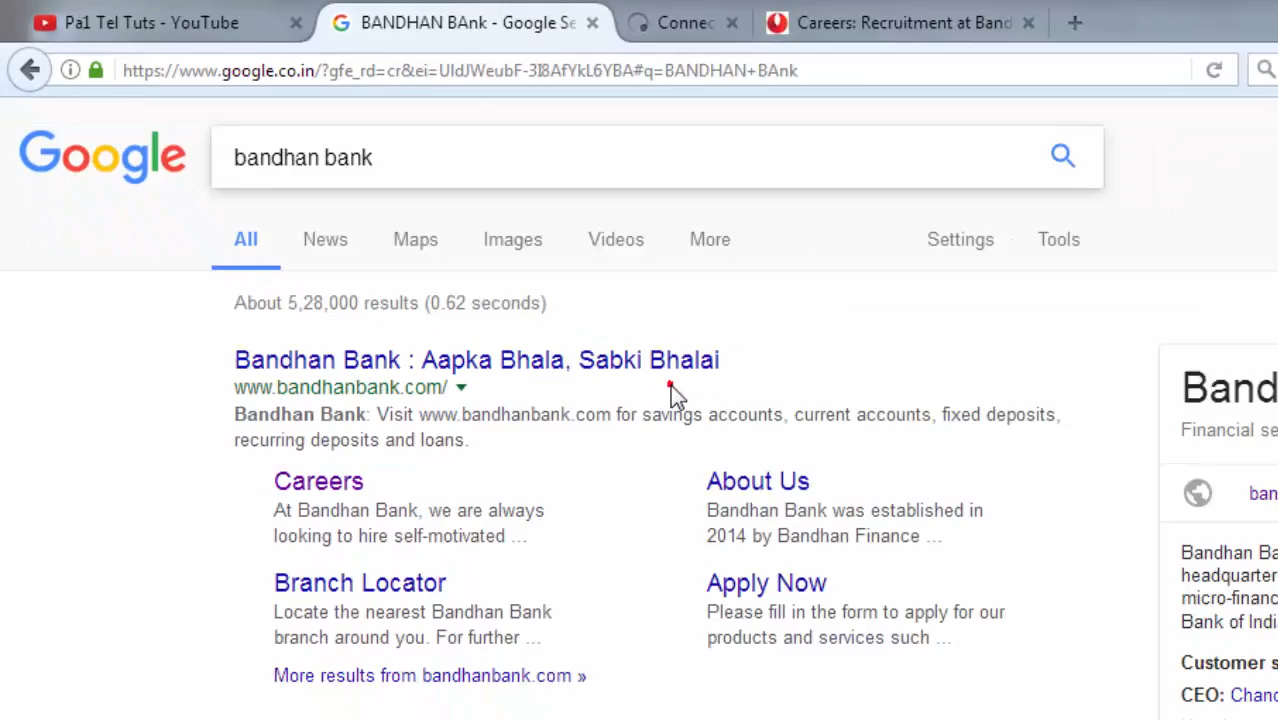 Pa1 Tel Tuts - YouTube
BANDHAN BAnk - Google Se
Connec
Careers: Recruitment at Band
https://www.google.co.in/?gfe_rd=cr&ei=UIdJWeubF-3I8AfYkL6YBA#q=BANDHAN+BAnk
Google
bandhan bank
All News Maps Images Videos More Settings Tools
About 5,28,000 results (0.62 seconds)
Bandhan Bank : Aapka Bhala, Sabki Bhalai
www.bandhanbank.com/
Bandhan Bank: Visit www.bandhanbank.com for savings accounts, current accounts, fixed deposits,
recurring deposits and loans.
Careers
At Bandhan Bank, we are always
looking to hire self-motivated ...
About Us
Bandhan Bank was established in
2014 by Bandhan Finance ...
Branch Locator
Locate the nearest Bandhan Bank
branch around you. For further ...
Apply Now
Please fill in the form to apply for our
products and services such ...
More results from bandhanbank.com »
Band
Financial se
ban
Bandhan Ba
headquarter
micro-financ
Bank of Indi
Customer s
CEO: Chand